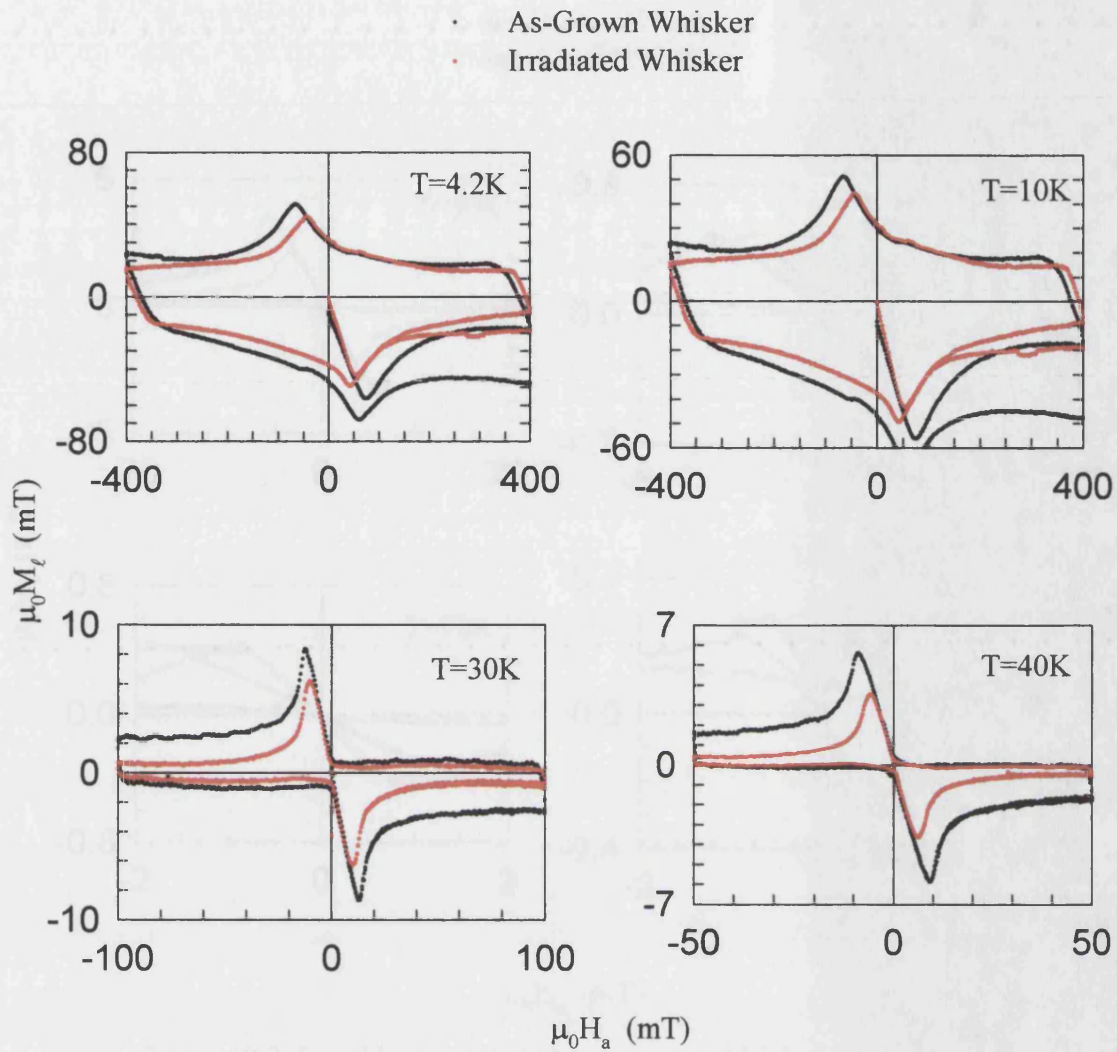 As-Grown Whisker
Irradiated Whisker
80
T=4.2K
0
-80
-400 0 400
60
T=10K
0
-60
-400 0 400
μ₀Mℓ (mT)
10
T=30K
0
-10
-100 0 100
7
T=40K
0
-7
-50 0 50
μ₀Hₐ (mT)